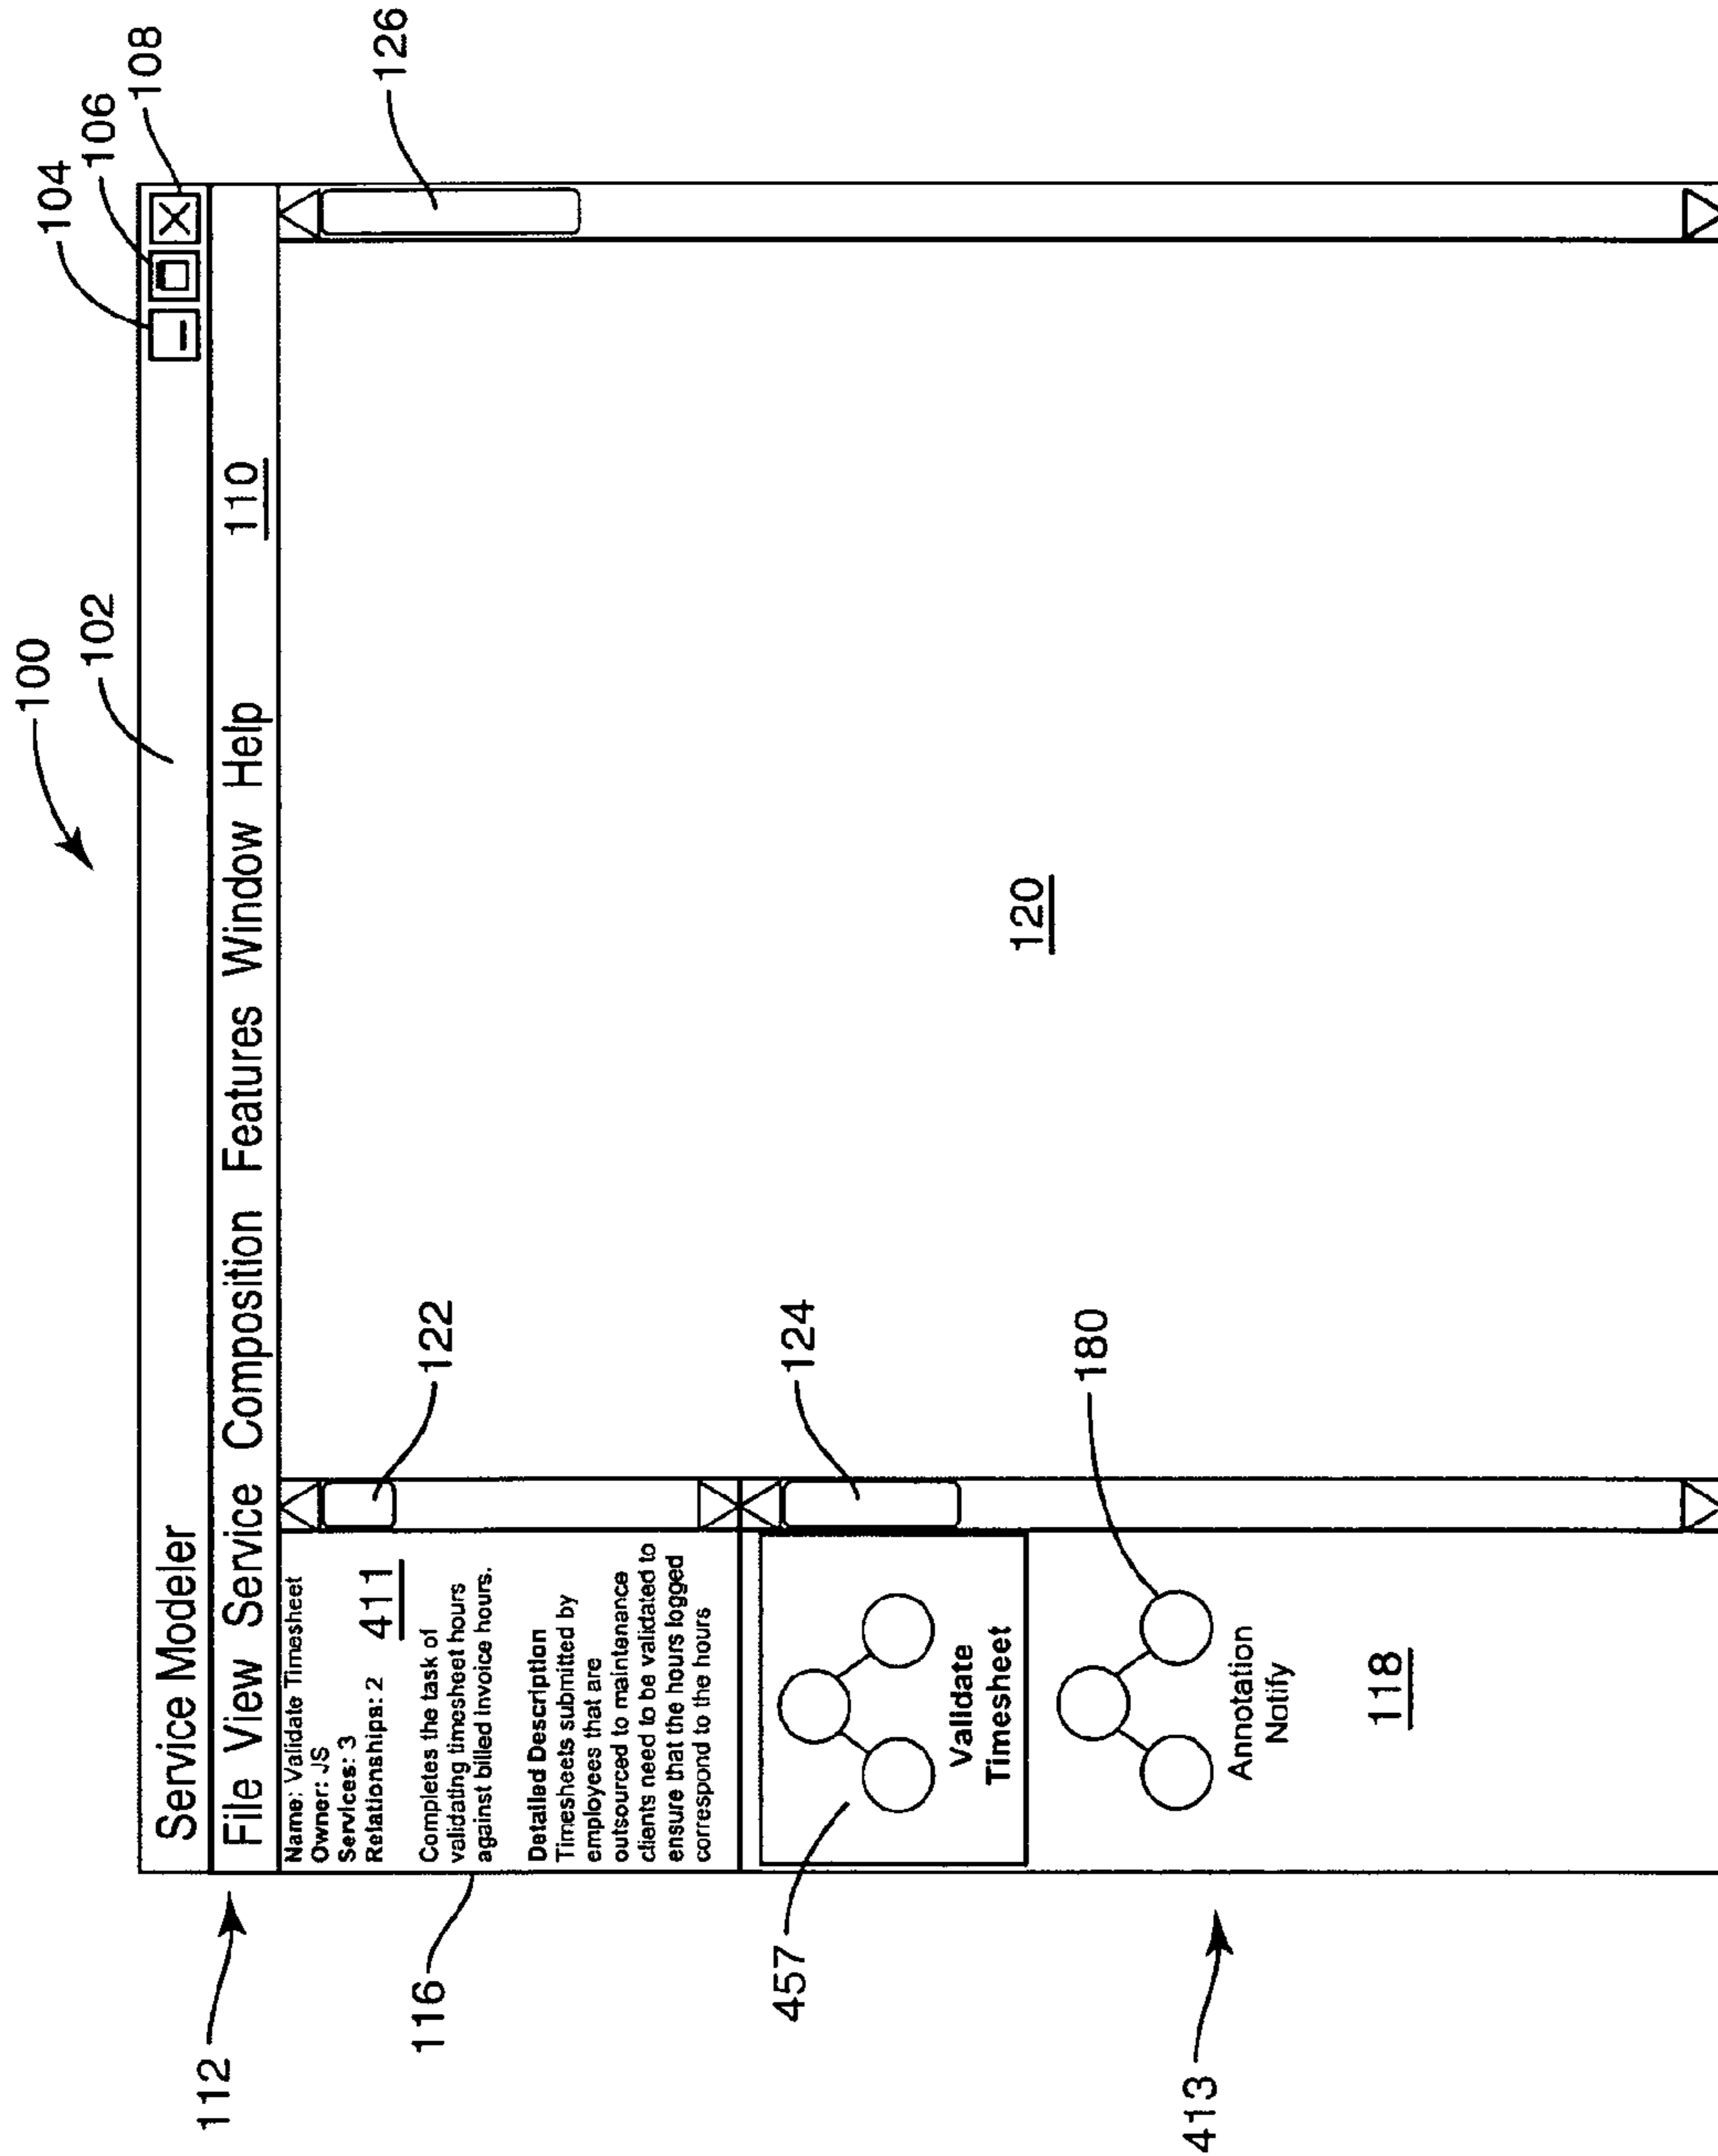 100
102
104
106
108
Service Modeler
112
File View Service Composition Features Window Help 110
126
Name: Validate Timesheet
Owner: JS
Services: 3
Relationships: 2 411
Completes the task of
validating timesheet hours
against billed invoice hours.
Detailed Description
Timesheets submitted by
employees that are
outsourced to maintenance
clients need to be validated to
ensure that the hours logged
correspond to the hours
116
122
124
457
Validate
Timesheet
120
180
Annotation
Notify
413
118